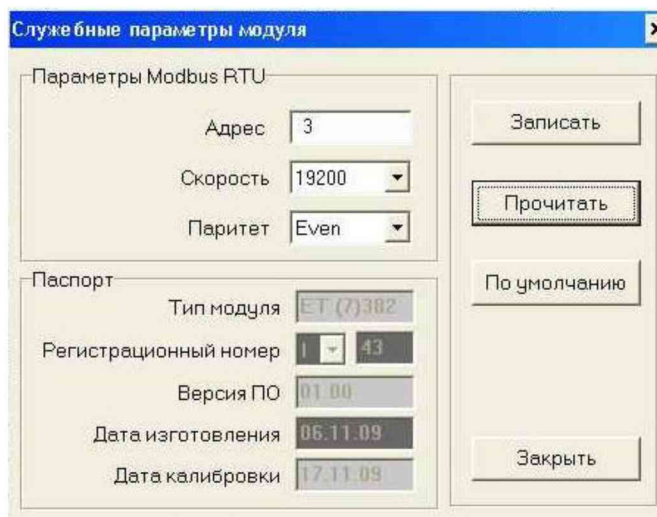 Служебные параметры модуля
Параметры Modbus RTU
Адрес 3
Скорость 19200
Паритет Even
Паспорт
Тип модуля ET (7)382
Регистрационный номер I 43
Версия ПО 01.00
Дата изготовления 06.11.09
Дата калибровки 17.11.09
Записать
Прочитать
По умолчанию
Закрыть